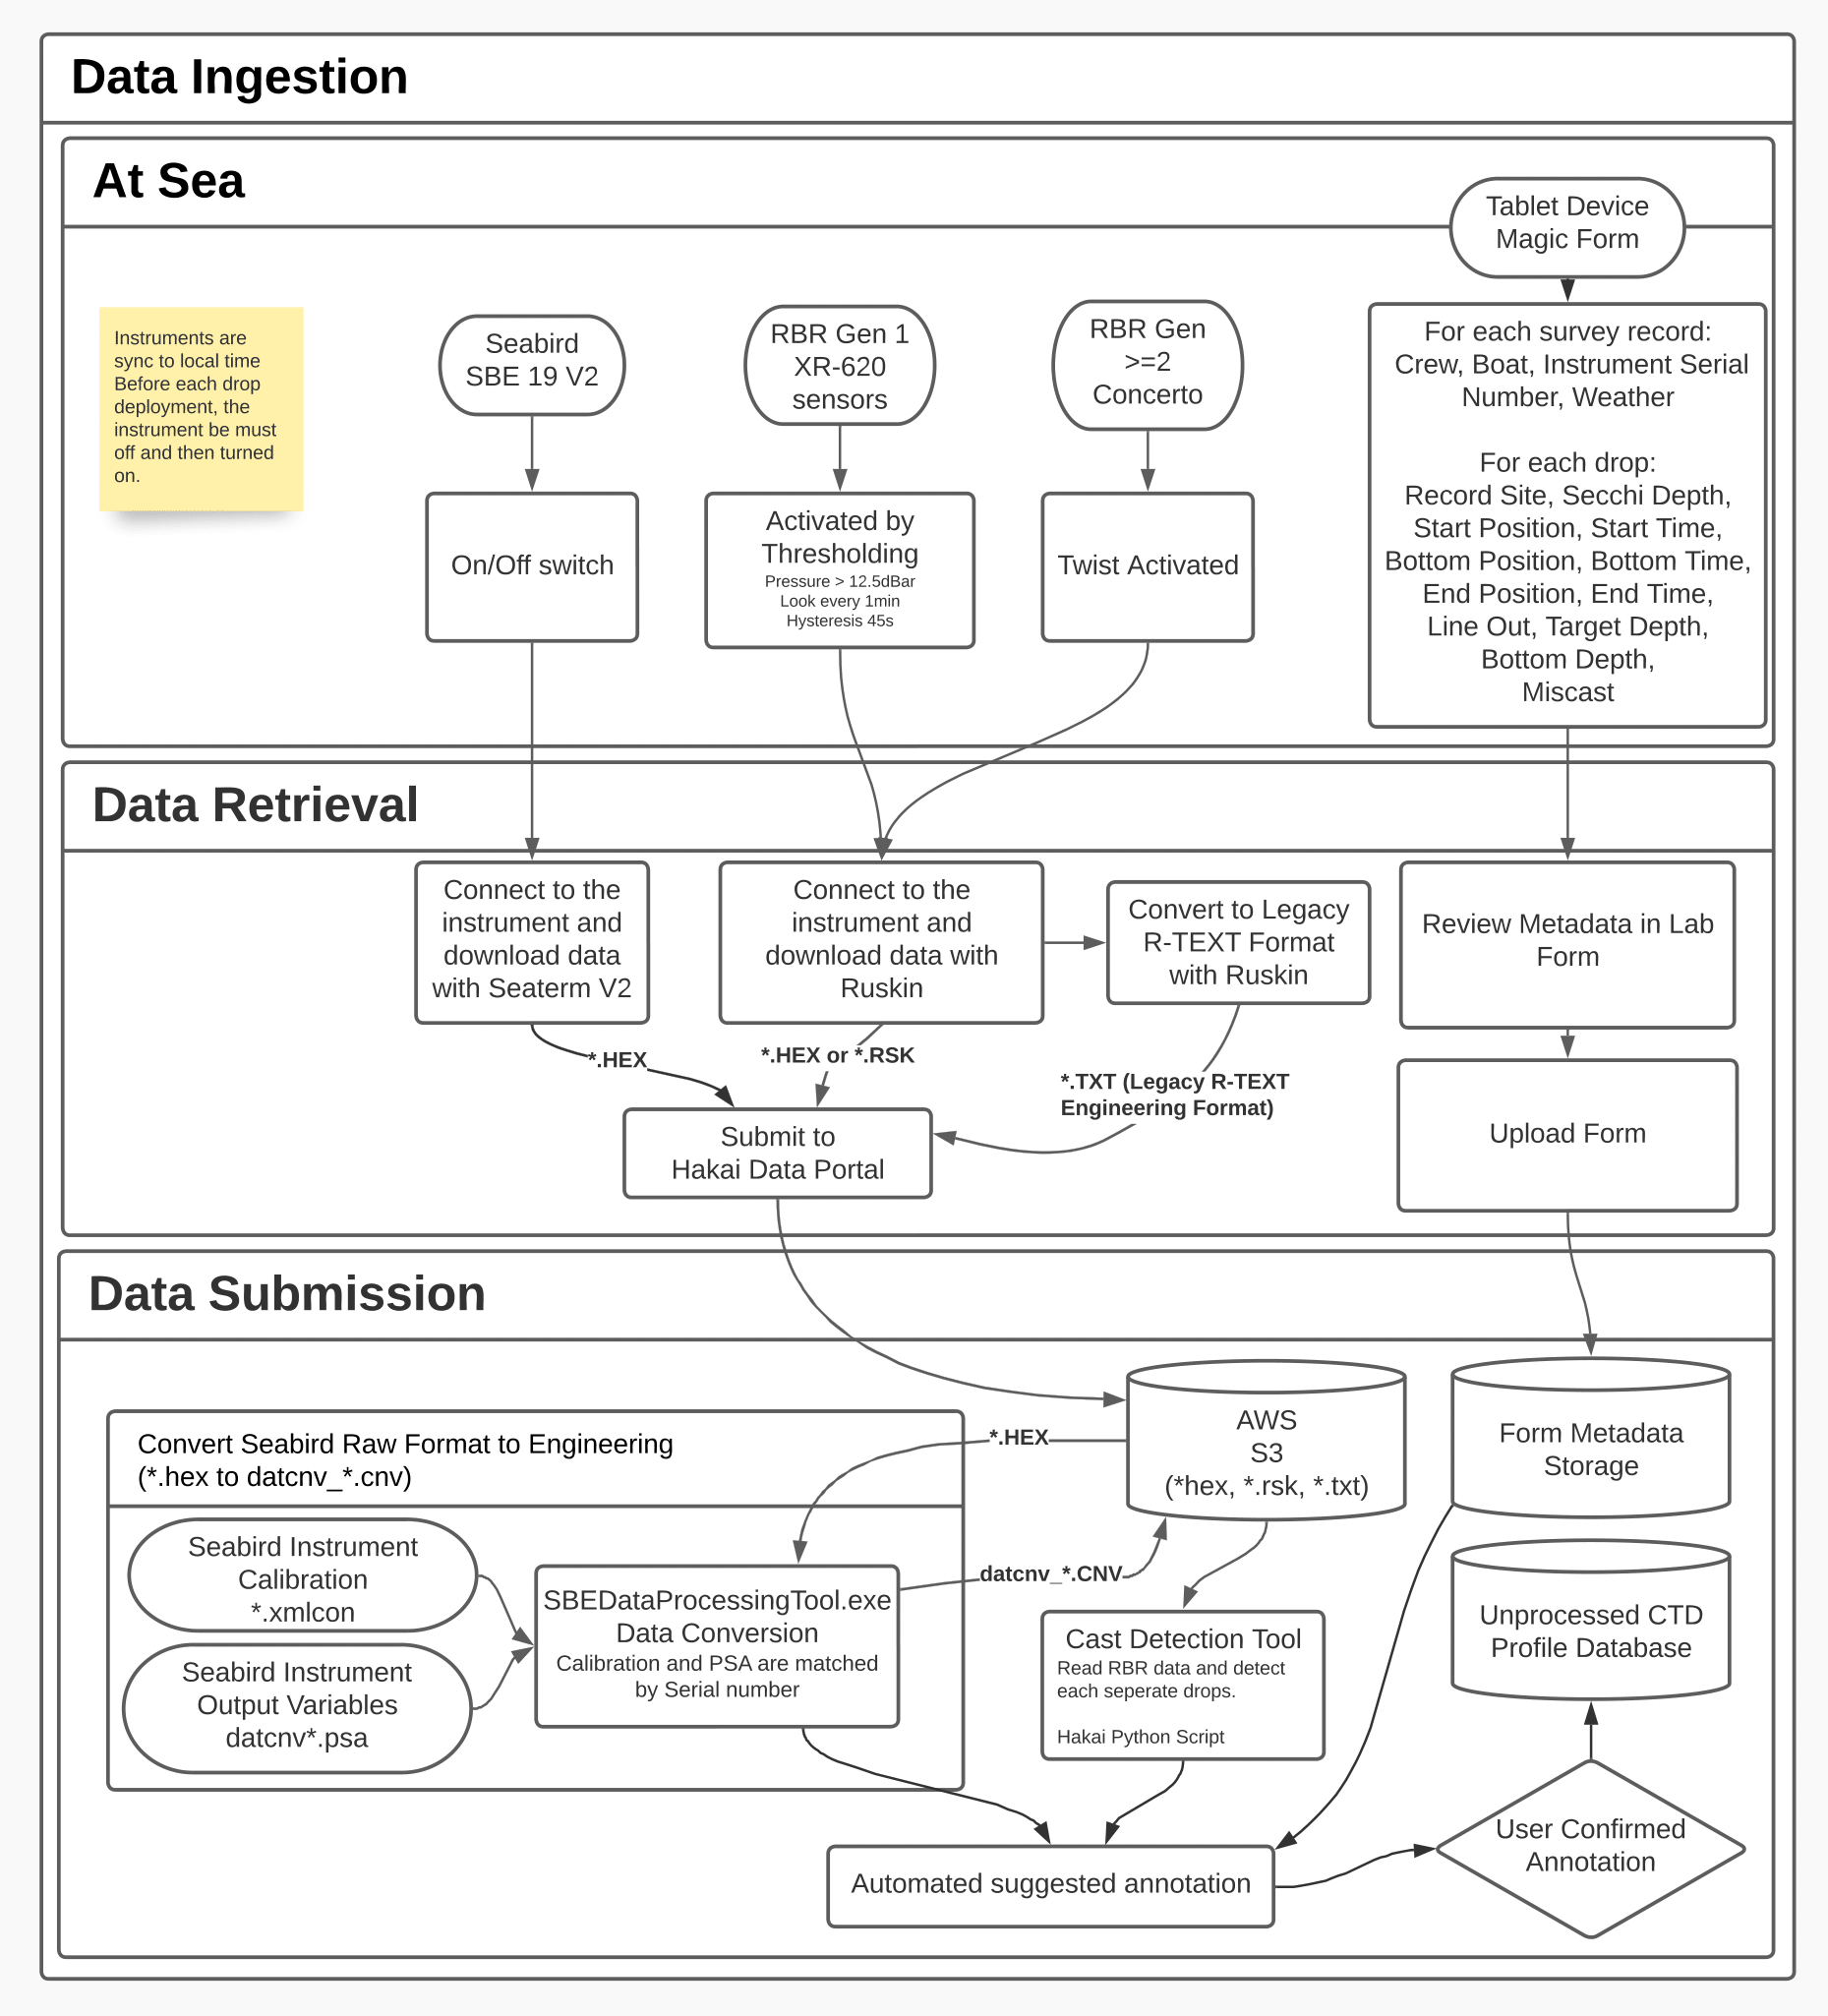 Data Ingestion
At Sea
Tablet Device
Magic Form
Instruments are
sync to local time
Before each drop
deployment, the
instrument be must
off and then turned
on.
Seabird
SBE 19 V2
RBR Gen 1
XR-620
sensors
RBR Gen
>=2
Concerto
For each survey record:
Crew, Boat, Instrument Serial
Number, Weather
For each drop:
Record Site, Secchi Depth,
Start Position, Start Time,
Bottom Position, Bottom Time,
End Position, End Time,
Line Out, Target Depth,
Bottom Depth,
Miscast
On/Off switch
Activated by
Thresholding
Pressure > 12.5dBar
Look every 1min
Hysteresis 45s
Twist Activated
Data Retrieval
Connect to the
instrument and
download data
with Seaterm V2
Connect to the
instrument and
download data with
Ruskin
Convert to Legacy
R-TEXT Format
with Ruskin
Review Metadata in Lab
Form
*.HEX
*.HEX or *.RSK
*.TXT (Legacy R-TEXT
Engineering Format)
Submit to
Hakai Data Portal
Upload Form
Data Submission
AWS
S3
(*hex, *.rsk, *.txt)
Form Metadata
Storage
Convert Seabird Raw Format to Engineering
(*.hex to datcnv_*.cnv)
*.HEX
Seabird Instrument
Calibration
*.xmlcon
Seabird Instrument
Output Variables
datcnv*.psa
SBEDataProcessingTool.exe
Data Conversion
Calibration and PSA are matched
by Serial number
datcnv_*.CNV
Cast Detection Tool
Read RBR data and detect
each seperate drops.
Hakai Python Script
Unprocessed CTD
Profile Database
User Confirmed
Annotation
Automated suggested annotation